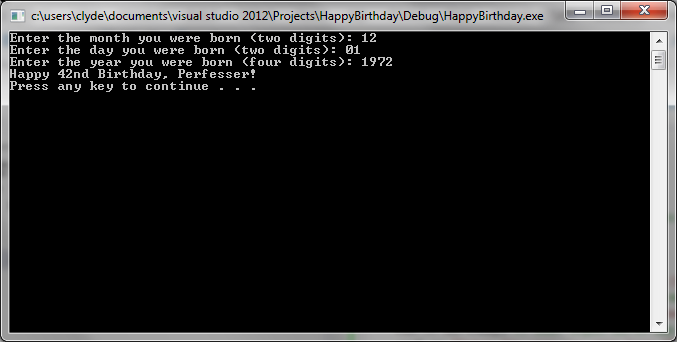 c:\users\clyde\documents\visual studio 2012\Projects\HappyBirthday\Debug\HappyBirthday.exe
Enter the month you were born (two digits): 12
Enter the day you were born (two digits): 01
Enter the year you were born (four digits): 1972
Happy 42nd Birthday, Perfesser!
Press any key to continue . . .